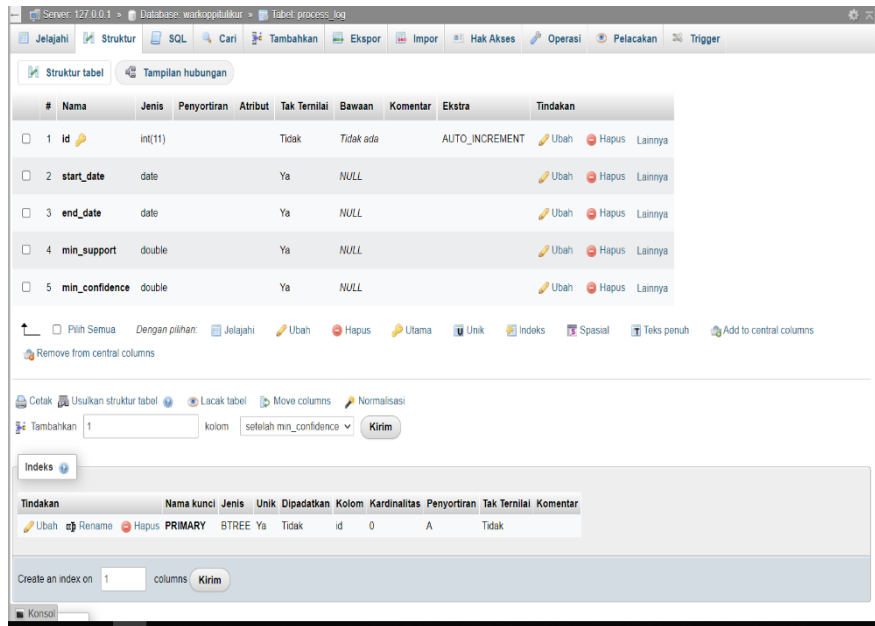 Server: 127.0.0.1 » Database: warkoppitulikur » Tabel: process_log
Jelajahi Struktur SQL Cari Tambahkan Ekspor Impor Hak Akses Operasi Pelacakan Trigger
Struktur tabel Tampilan hubungan
# Nama Jenis Penyortiran Atribut Tak Ternilai Bawaan Komentar Ekstra Tindakan
1 id int(11) Tidak Tidak ada AUTO_INCREMENT Ubah Hapus Lainnya
2 start_date date Ya NULL Ubah Hapus Lainnya
3 end_date date Ya NULL Ubah Hapus Lainnya
4 min_support double Ya NULL Ubah Hapus Lainnya
5 min_confidence double Ya NULL Ubah Hapus Lainnya
Pilih Semua Dengan pilihan: Jelajahi Ubah Hapus Utama Unik Indeks Spasial Teks penuh Add to central columns
Remove from central columns
Cetak Usulkan struktur tabel Lacak tabel Move columns Normalisasi
Tambahkan 1 kolom setelah min_confidence Kirim
Indeks
Tindakan Nama kunci Jenis Unik Dipadatkan Kolom Kardinalitas Penyortiran Tak Ternilai Komentar
Ubah Rename Hapus PRIMARY BTREE Ya Tidak id 0 A Tidak
Create an index on 1 columns Kirim
Konsol